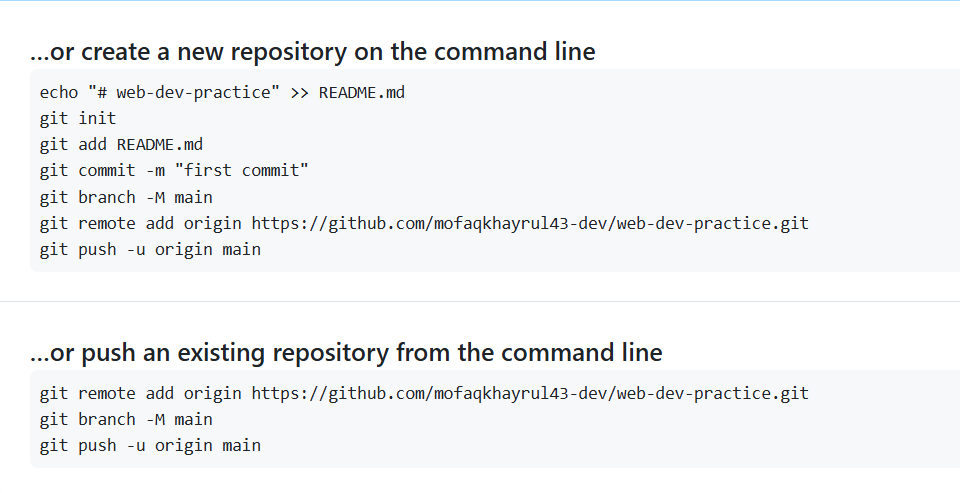 ...or create a new repository on the command line
echo "# web-dev-practice" >> README.md
git init
git add README.md
git commit -m "first commit"
git branch -M main
git remote add origin https://github.com/mofaqkhayrul43-dev/web-dev-practice.git
git push -u origin main
...or push an existing repository from the command line
git remote add origin https://github.com/mofaqkhayrul43-dev/web-dev-practice.git
git branch -M main
git push -u origin main